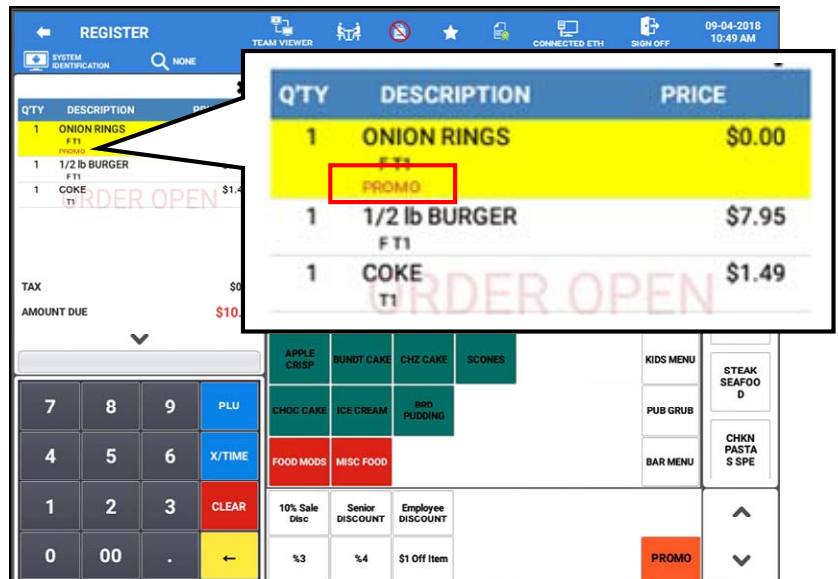 REGISTER
TEAM VIEWER
CONNECTED ETH
SIGN OFF
09-04-2018
10:49 AM
SYSTEM
IDENTIFICATION
NONE
Q'TY DESCRIPTION
1 ONION RINGS
F T1
PROMO
1 1/2 lb BURGER
F T1
1 COKE
T1
ORDER OPEN
TAX
AMOUNT DUE
Q'TY DESCRIPTION PRICE
1 ONION RINGS $0.00
F T1
PROMO
1 1/2 lb BURGER $7.95
F T1
1 COKE $1.49
T1
ORDER OPEN
APPLE
CRISP
BUNDT CAKE
CHZ CAKE
SCONES
KIDS MENU
STEAK
SEAFOO
D
CHOC CAKE
ICE CREAM
BRD
PUDDING
PUB GRUB
FOOD MODS
MISC FOOD
BAR MENU
CHKN
PASTA
S SPE
7 8 9 PLU
4 5 6 X/TIME
1 2 3 CLEAR
0 00 . ←
10% Sale
Disc
Senior
DISCOUNT
Employee
DISCOUNT
%3
%4
$1 Off Item
PROMO